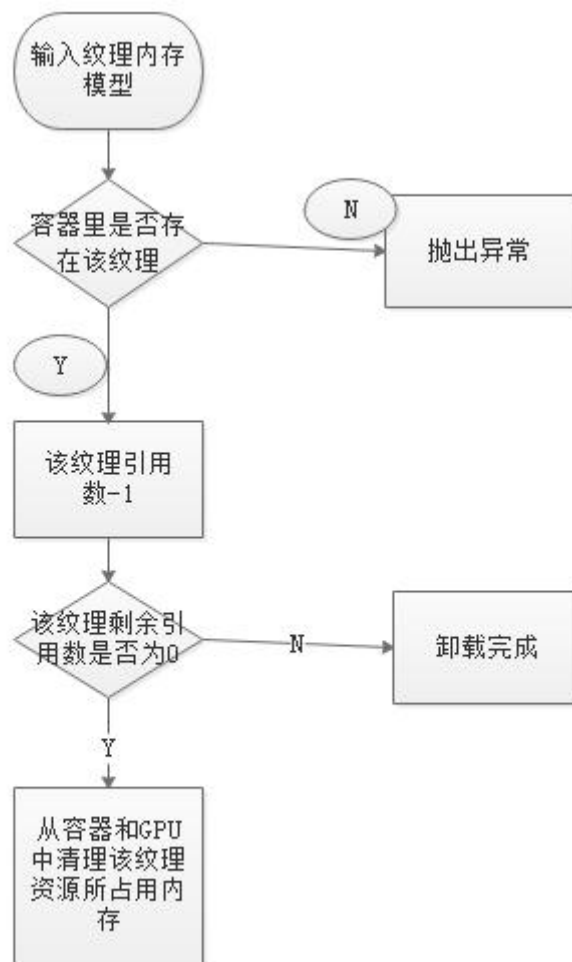 输入纹理内存
模型
容器里是否存
在该纹理
N
抛出异常
Y
该纹理引用
数-1
该纹理剩余引
用数是否为0
N
卸载完成
Y
从容器和GPU
中清理该纹理
资源所占用内
存